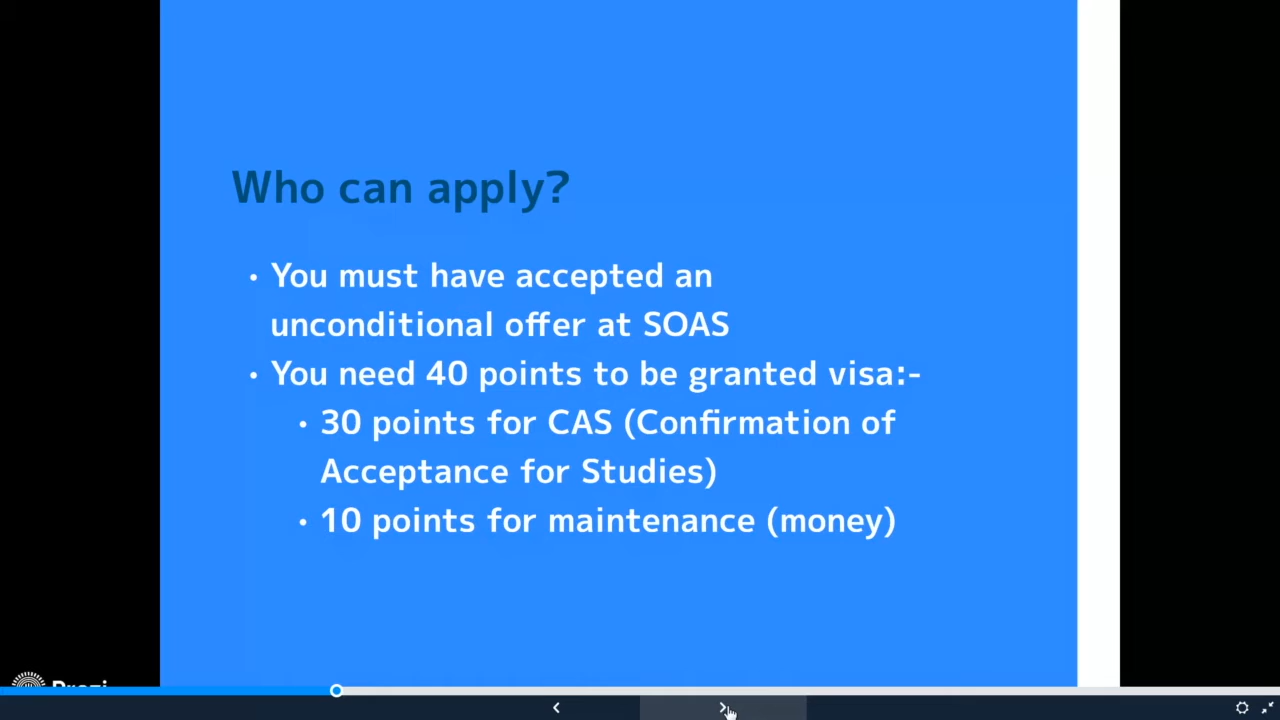 Who can apply?
• You must have accepted an
unconditional offer at SOAS
• You need 40 points to be granted visa:-
• 30 points for CAS (Confirmation of
Acceptance for Studies)
• 10 points for maintenance (money)
Prezi